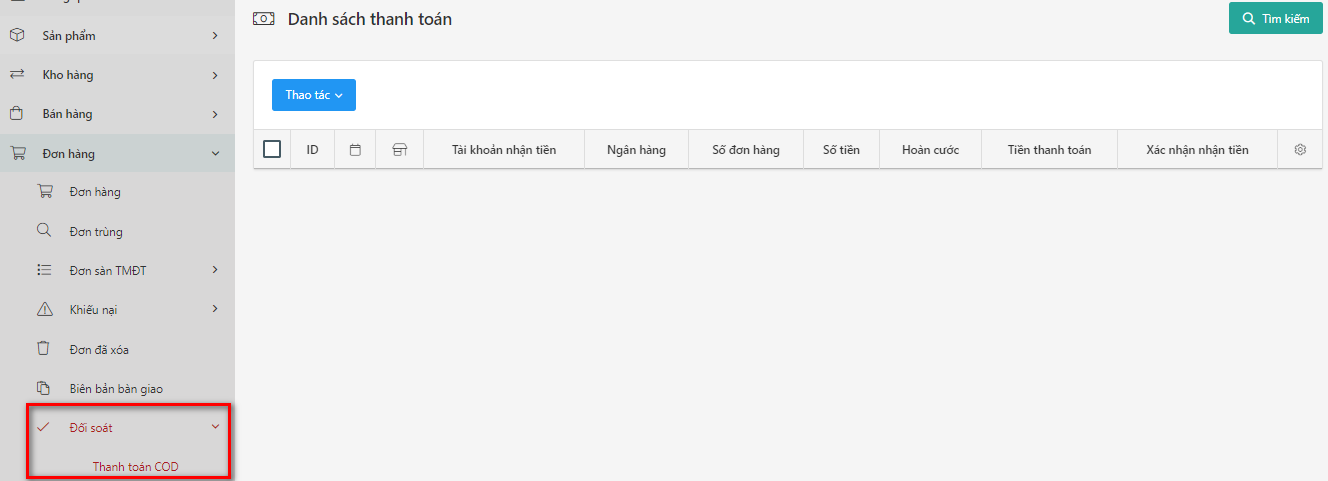 Danh sách thanh toán
Tìm kiếm
Sản phẩm
Kho hàng
Bán hàng
Đơn hàng
Đơn hàng
Đơn trùng
Đơn sàn TMĐT
Khiếu nại
Đơn đã xóa
Biên bản bàn giao
Đối soát
Thanh toán COD
Thao tác
ID Tài khoản nhận tiền Ngân hàng Số đơn hàng Số tiền Hoàn cước Tiền thanh toán Xác nhận nhận tiền